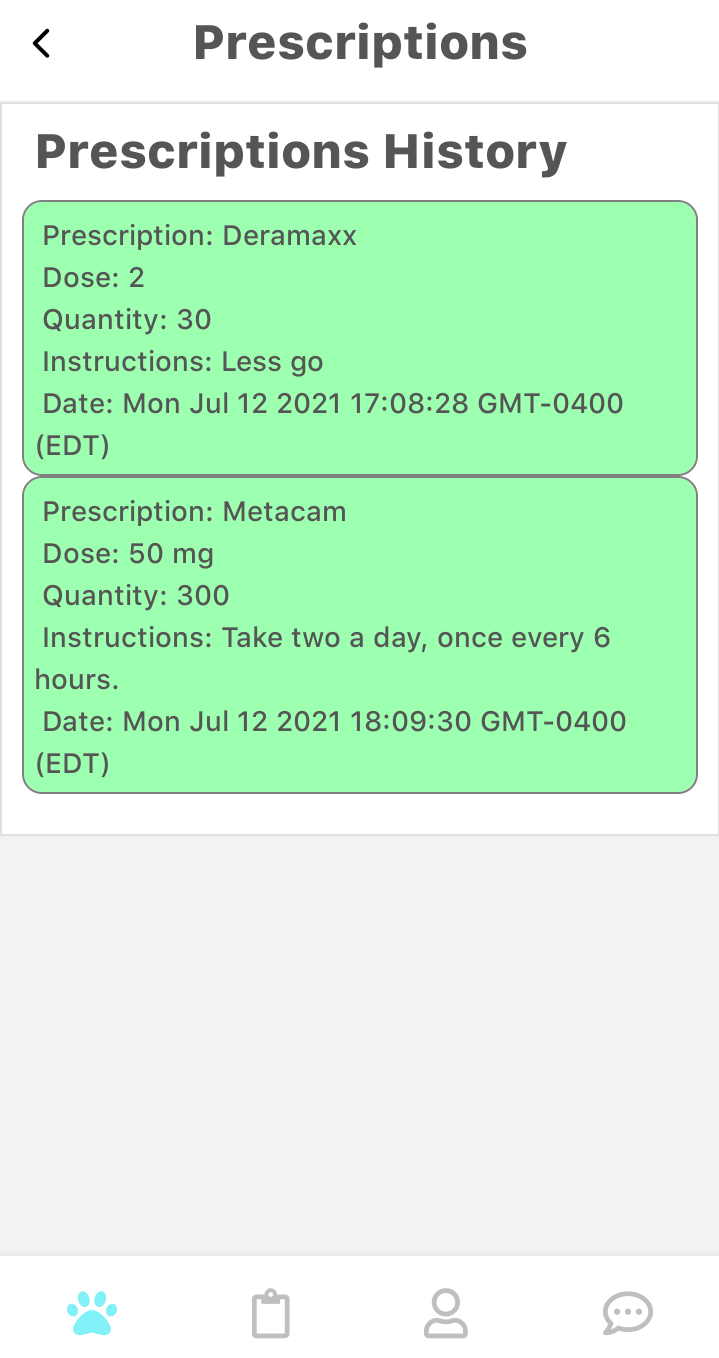 Prescriptions
Prescriptions History
Prescription: Deramaxx
Dose: 2
Quantity: 30
Instructions: Less go
Date: Mon Jul 12 2021 17:08:28 GMT-0400
(EDT)
Prescription: Metacam
Dose: 50 mg
Quantity: 300
Instructions: Take two a day, once every 6
hours.
Date: Mon Jul 12 2021 18:09:30 GMT-0400
(EDT)